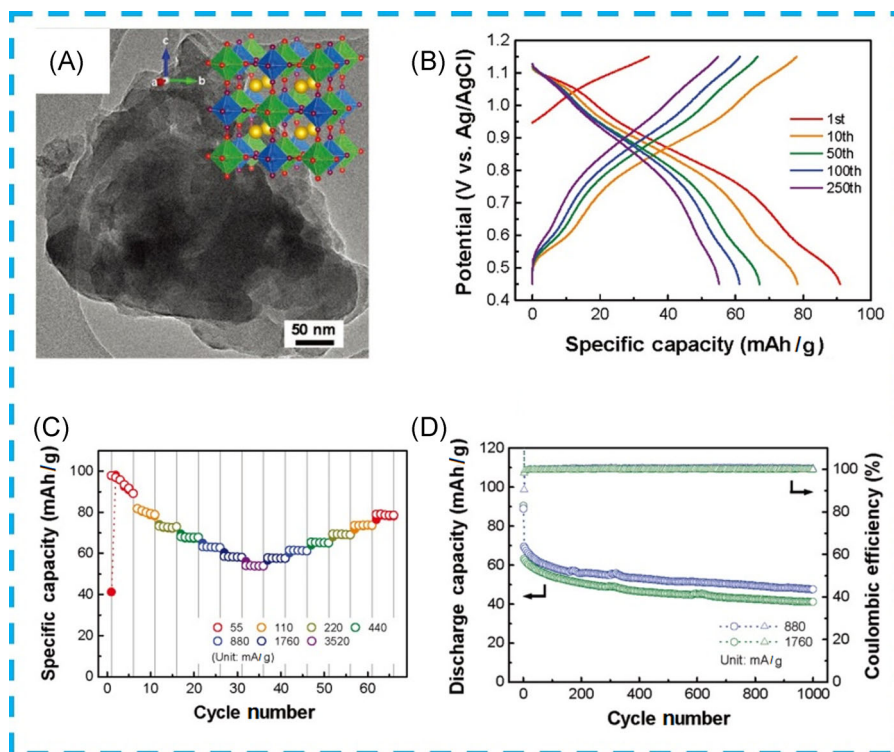 (A)
c
a
b
50 nm
(B)
Potential (V vs. Ag/AgCl)
1.2
1.1
1.0
0.9
0.8
0.7
0.6
0.5
0.4
1st
10th
50th
100th
250th
0 20 40 60 80 100
Specific capacity (mAh/g)
(C)
Specific capacity (mAh/g)
100
80
60
40
20
0
55 110 220 440
880 1760 3520
(Unit: mA/g)
0 10 20 30 40 50 60
Cycle number
(D)
Discharge capacity (mAh/g)
120
100
80
60
40
20
0
100
80
60
40
20
0
Coulombic efficiency (%)
880
1760
Unit: mA/g
0 200 400 600 800 1000
Cycle number